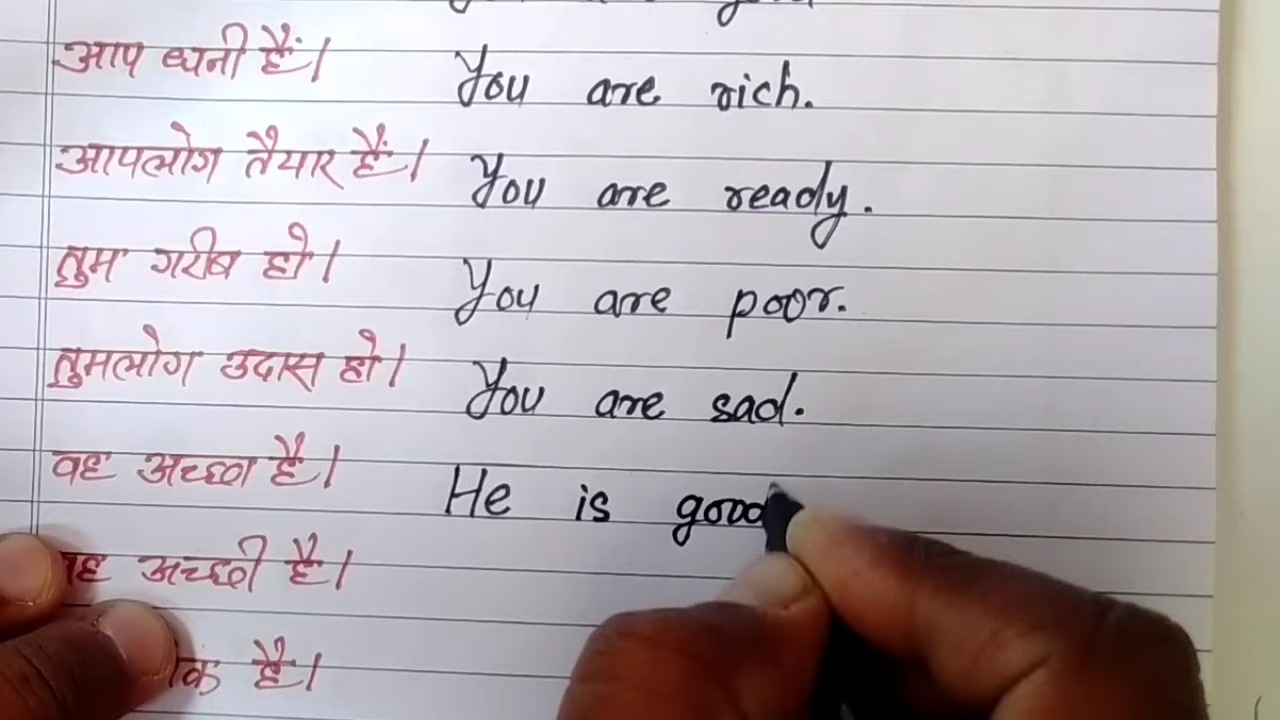 आप धनी हैं। You are rich.
आपलोग तैयार हैं। You are ready.
तुम गरीब हो। You are poor.
तुमलोग उदास हो। You are sad.
वह अच्छा है। He is good
वह अच्छी है।
है।